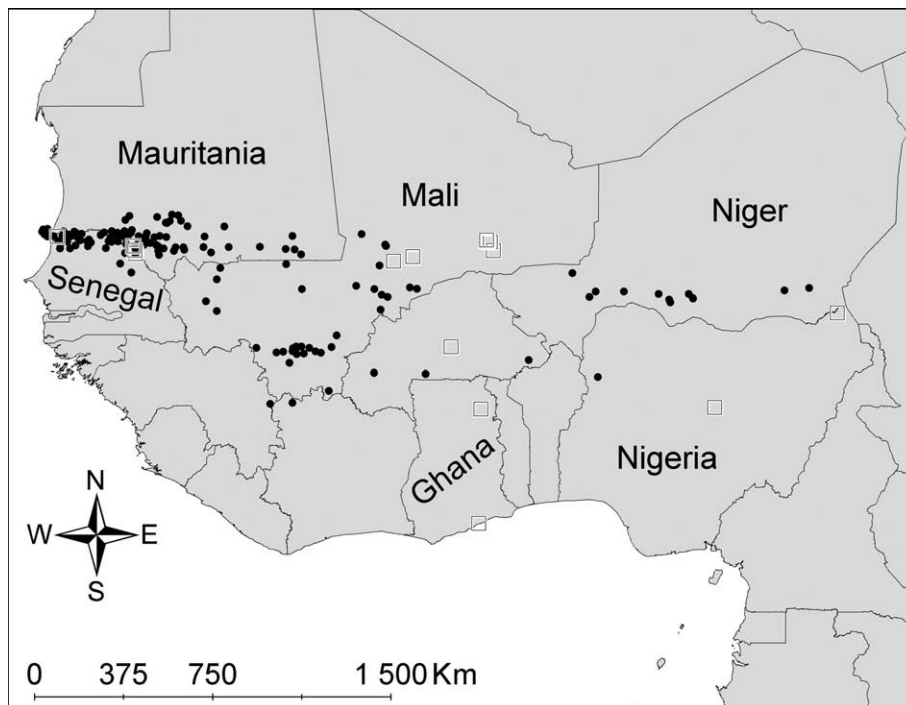 Mauritania
Mali
Niger
Senegal
Ghana
Nigeria
N
W E
S
0 375 750 1 500 Km